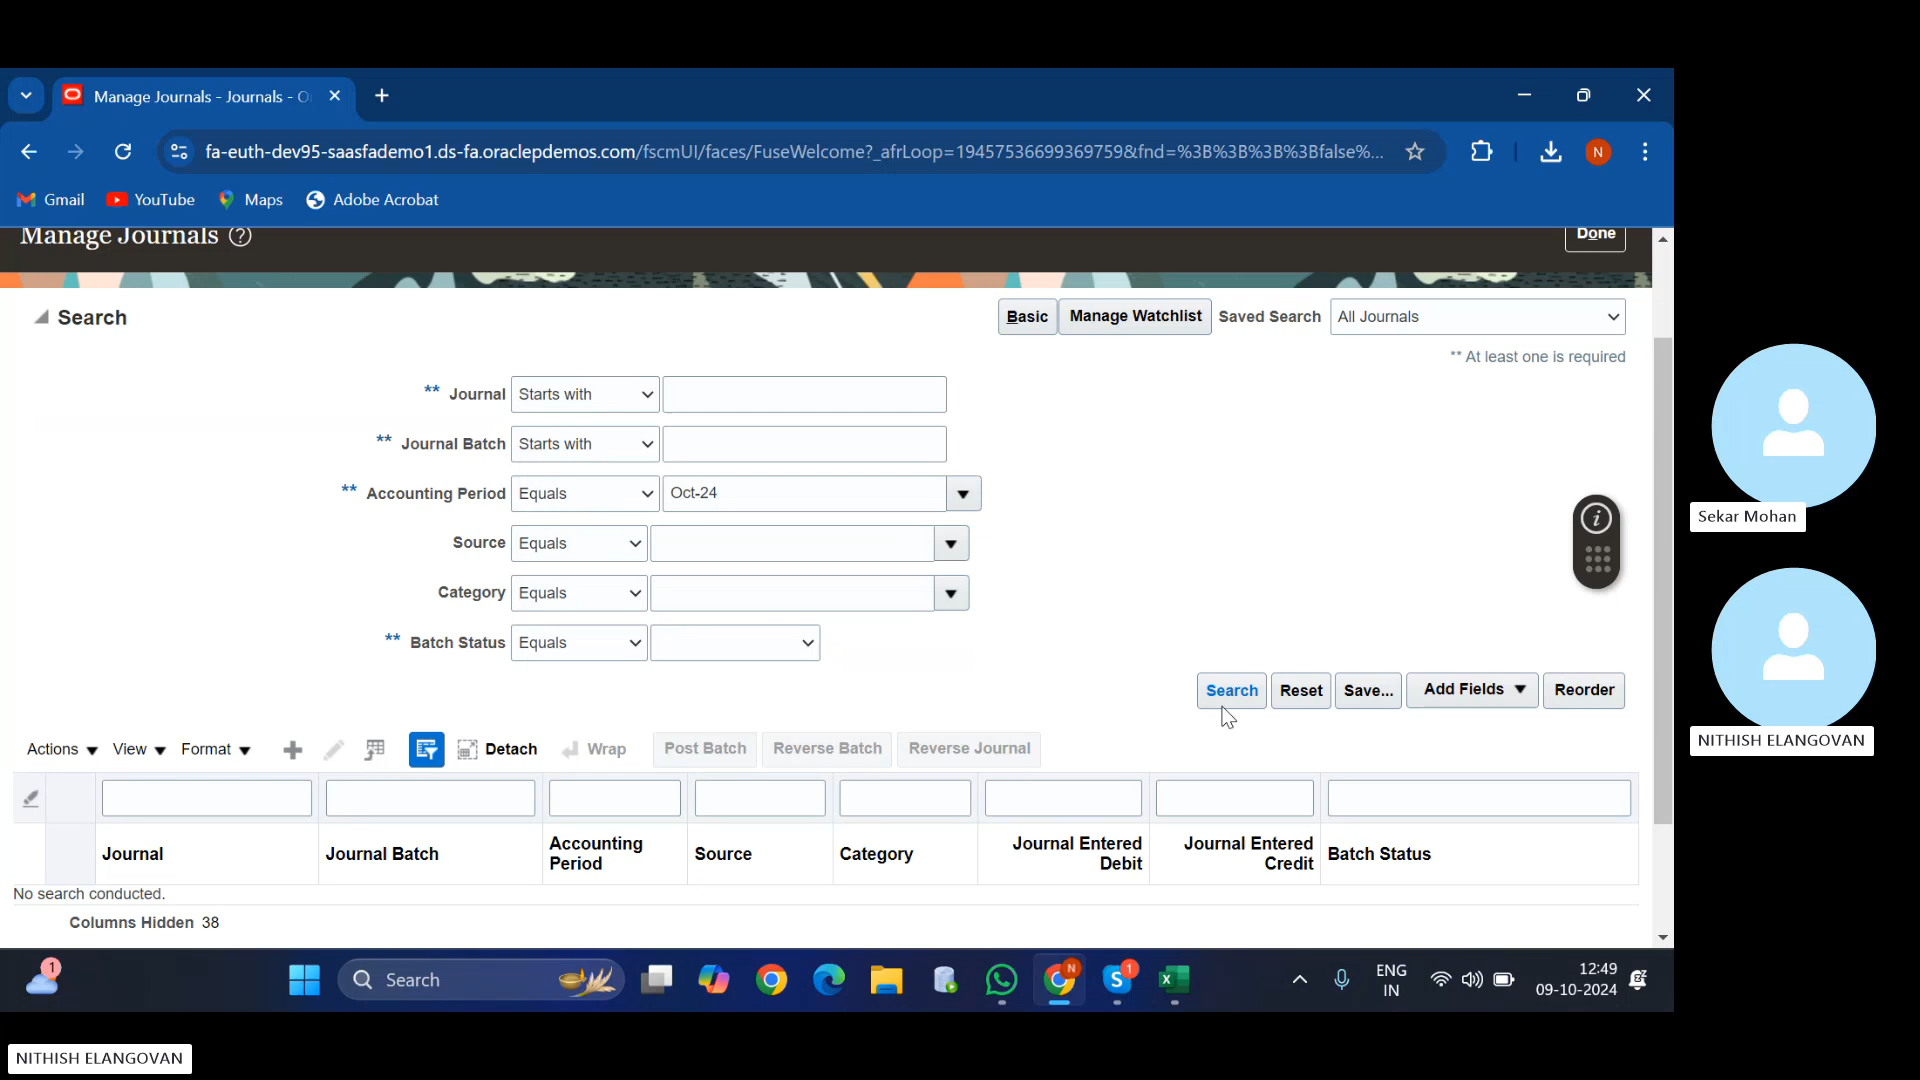 Manage Journals - Journals - O
fa-euth-dev95-saasfademo1.ds-fa.oraclepdemos.com/fscmUI/faces/FuseWelcome?_afrLoop=19457536699369759&fnd=%3B%3B%3B%3Bfalse%...
N
Gmail YouTube Maps Adobe Acrobat
Manage Journals ?
Done
Search
Basic Manage Watchlist Saved Search All Journals
** At least one is required
** Journal Starts with
** Journal Batch Starts with
** Accounting Period Equals Oct-24
Source Equals
Category Equals
** Batch Status Equals
Search Reset Save... Add Fields Reorder
Actions View Format Detach Wrap Post Batch Reverse Batch Reverse Journal
Journal Journal Batch Accounting Period Source Category Journal Entered Debit Journal Entered Credit Batch Status
No search conducted.
Columns Hidden 38
i
Sekar Mohan
NITHISH ELANGOVAN
1
Search
N
S 1
X
ENG
IN
12:49
09-10-2024
NITHISH ELANGOVAN